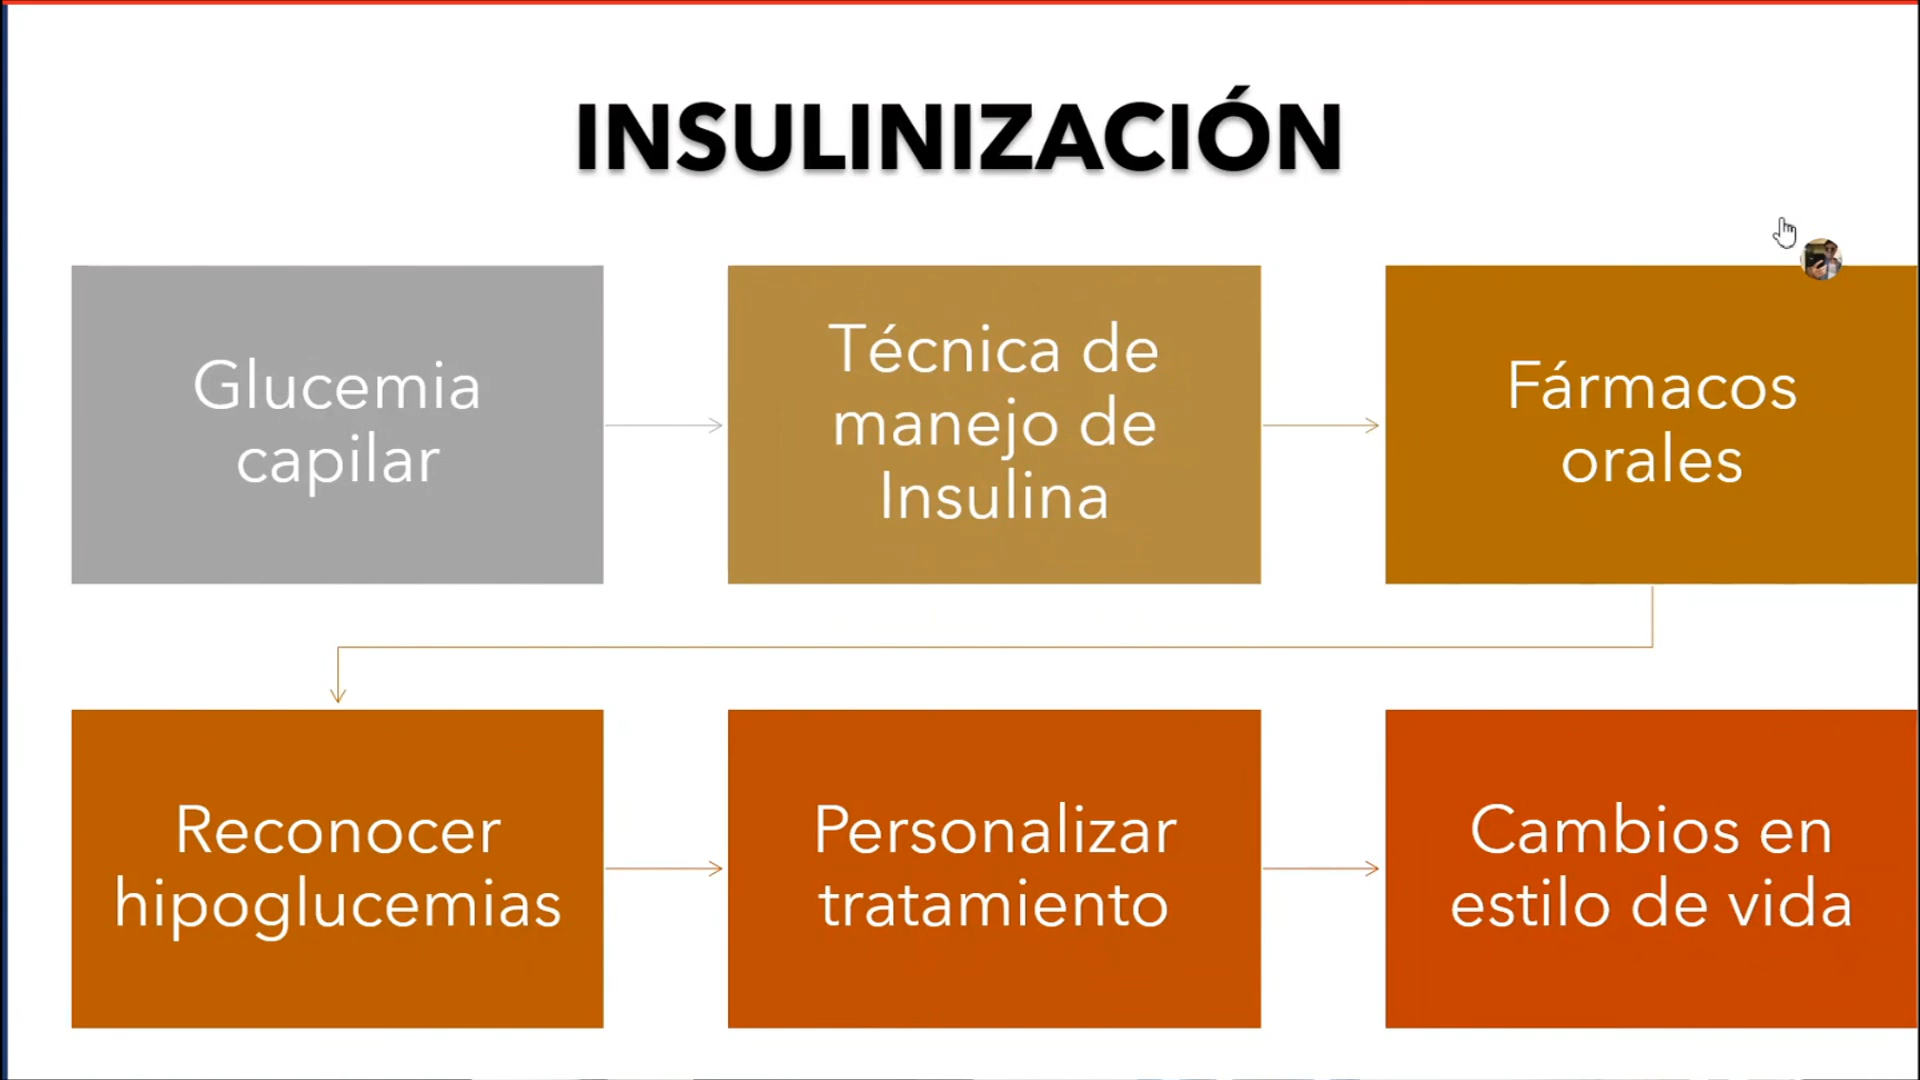 INSULINIZACIÓN
Glucemia
capilar
Técnica de
manejo de
Insulina
Fármacos
orales
Reconocer
hipoglucemias
Personalizar
tratamiento
Cambios en
estilo de vida